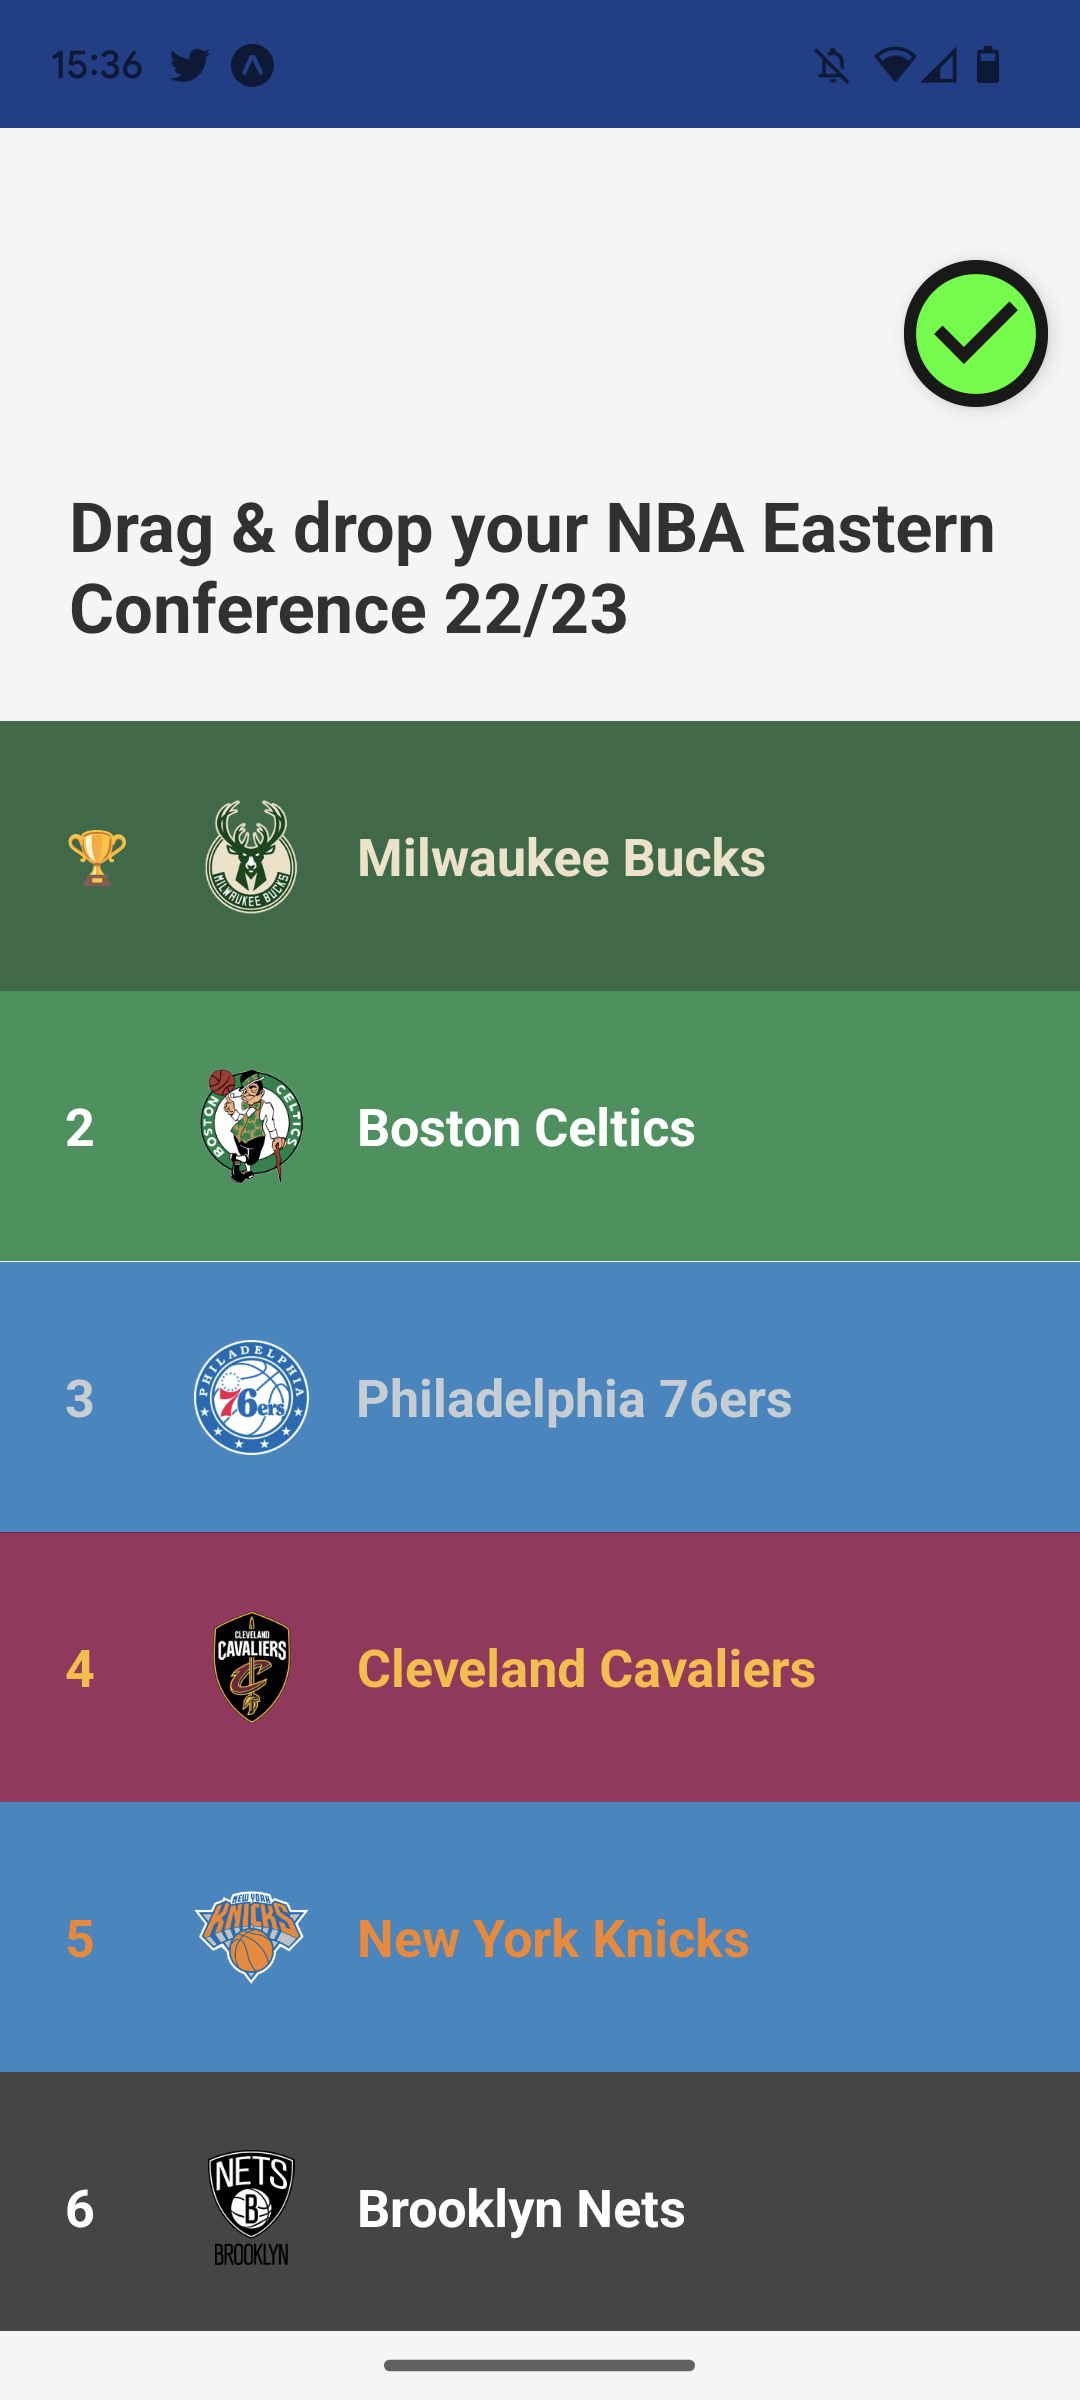 15:36
Drag & drop your NBA Eastern
Conference 22/23
MILWAUKEE BUCKS
Milwaukee Bucks
2
BOSTON CELTICS
Boston Celtics
3
PHILADELPHIA
76ers
Philadelphia 76ers
4
CLEVELAND
CAVALIERS
C
Cleveland Cavaliers
5
NEW YORK
KNICKS
New York Knicks
6
NETS
B
BROOKLYN
Brooklyn Nets